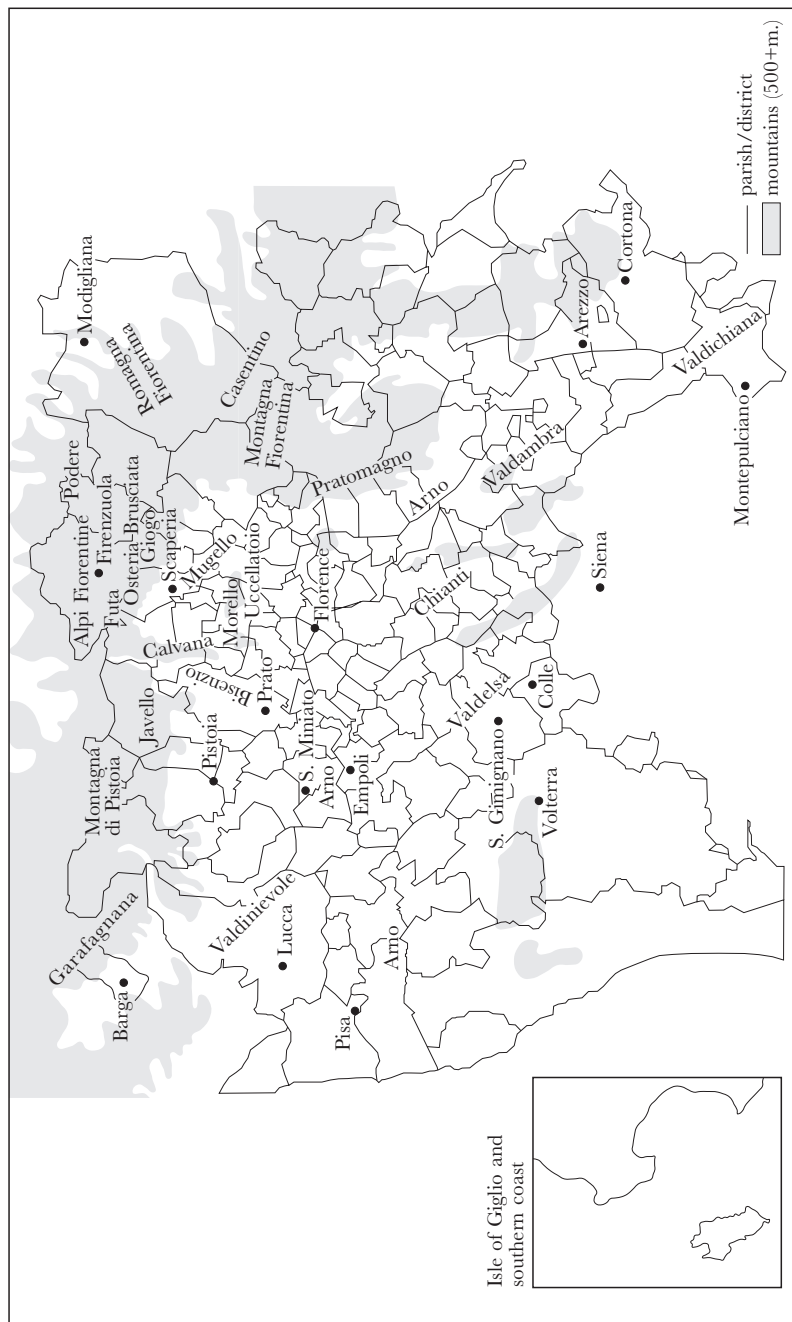 Modigliana
Romagna
Fiorentina
Casentino
Montagna
Fiorentina
Podere
Alpi Fiorentine
Firenzuola
Osteria-Brusciata
Futa
Giogo
Scaperia
Mugello
Uccellatoio
Morello
Calvana
Florence
Pratomagno
Arno
Valdambra
Arezzo
Cortona
Valdichiana
Montepulciano
Siena
Chianti
Bisenzio
Prato
Javello
Montagna
di Pistoia
Pistoia
S. Miniato
Arno
Empoli
Valdelsa
Colle
S. Gimignano
Volterra
Garafagnana
Barga
Valdinievole
Lucca
Arno
Pisa
Isle of Giglio and
southern coast
parish/district
mountains (500+m.)